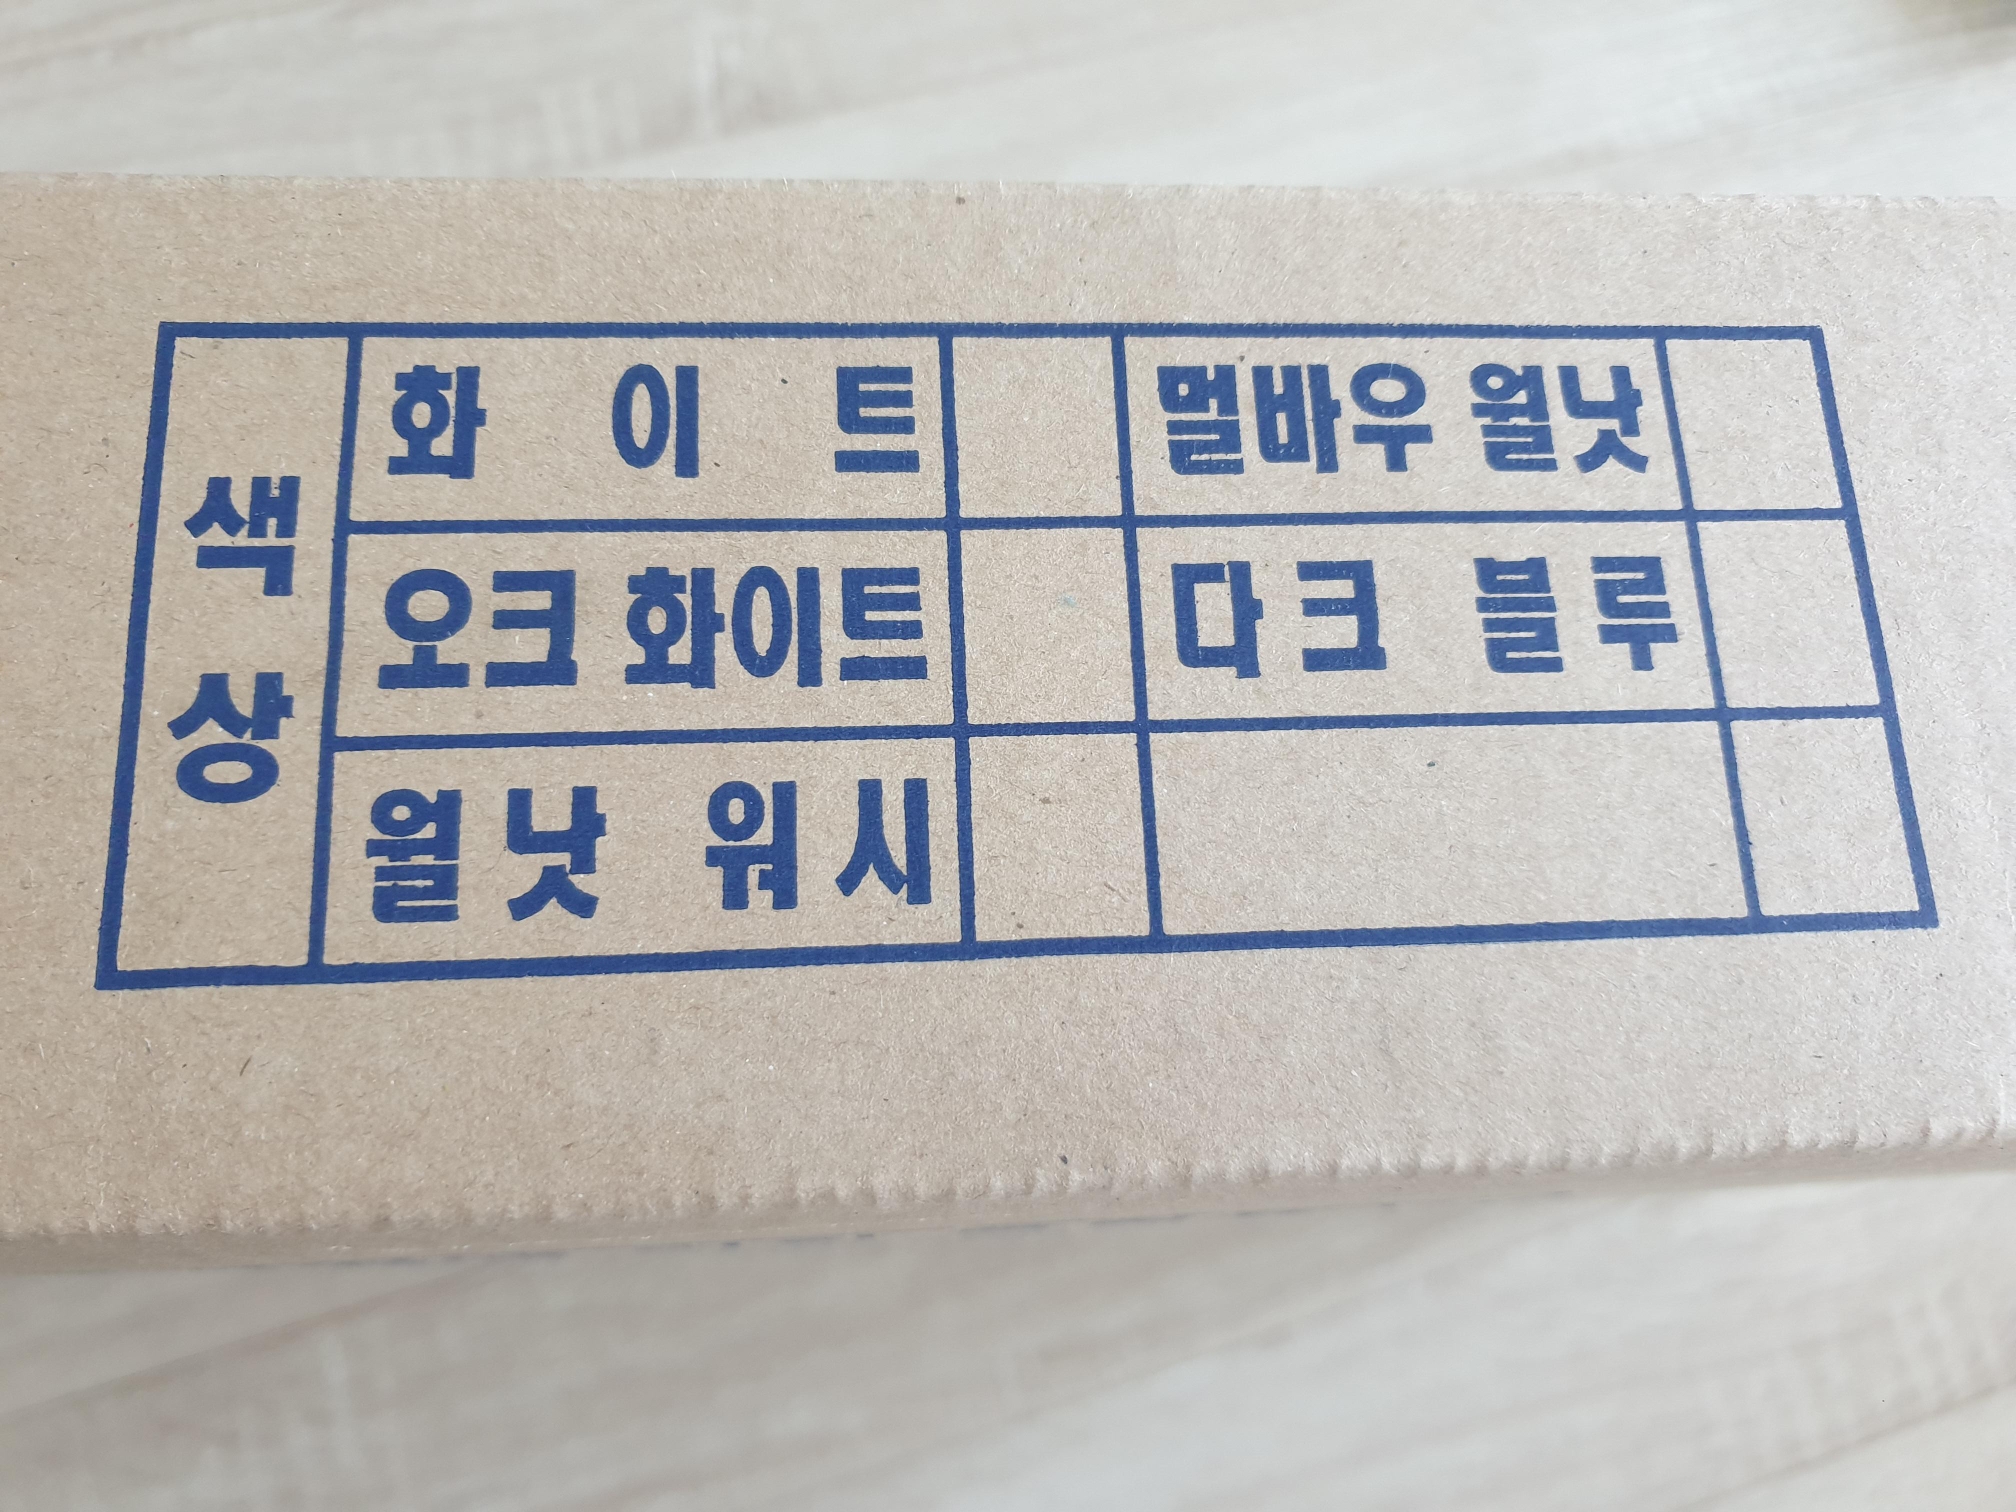 색상
화이트 멀바우 월낫
오크 화이트 다크 블루
월낫 워시